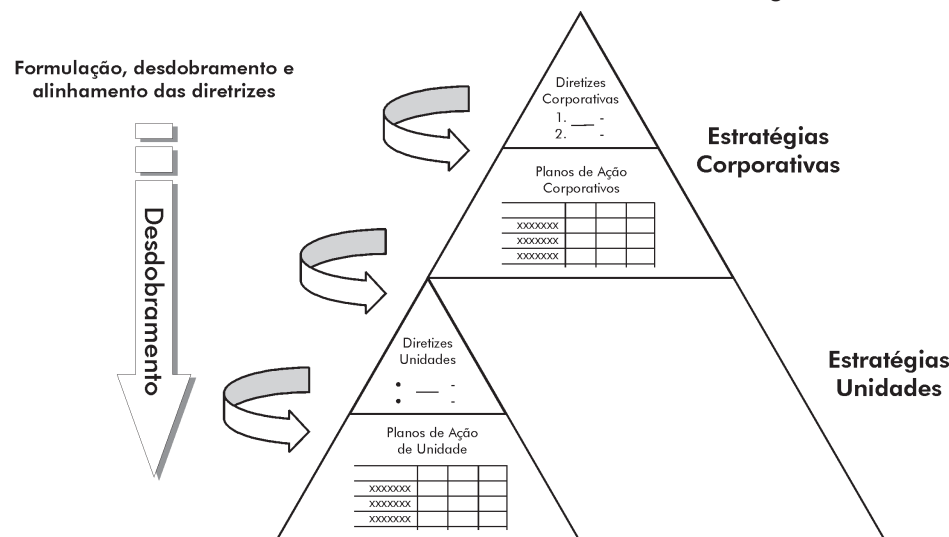 Formulação, desdobramento e
alinhamento das diretrizes
Desdobramento
Diretizes
Corporativas
1. ___ -
2. -
Planos de Ação
Corporativos
xxxxxxx
xxxxxxx
xxxxxxx
Estratégias
Corporativas
Diretizes
Unidades
• ___ -
• -
Planos de Ação
de Unidade
xxxxxxx
xxxxxxx
xxxxxxx
Estratégias
Unidades